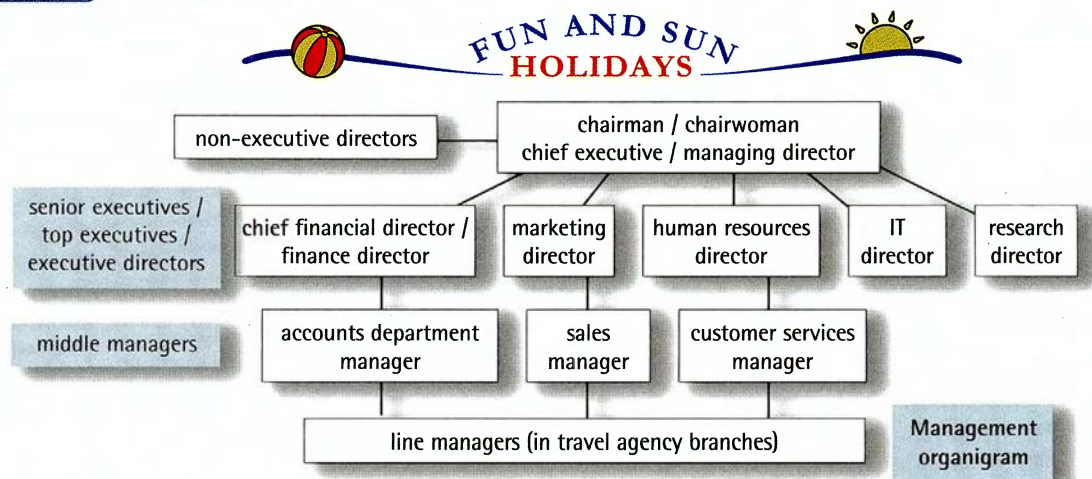 FUN AND SUN
HOLIDAYS
non-executive directors
chairman / chairwoman
chief executive / managing director
senior executives /
top executives /
executive directors
chief financial director /
finance director
marketing
director
human resources
director
IT
director
research
director
middle managers
accounts department
manager
sales
manager
customer services
manager
line managers (in travel agency branches)
Management
organigram